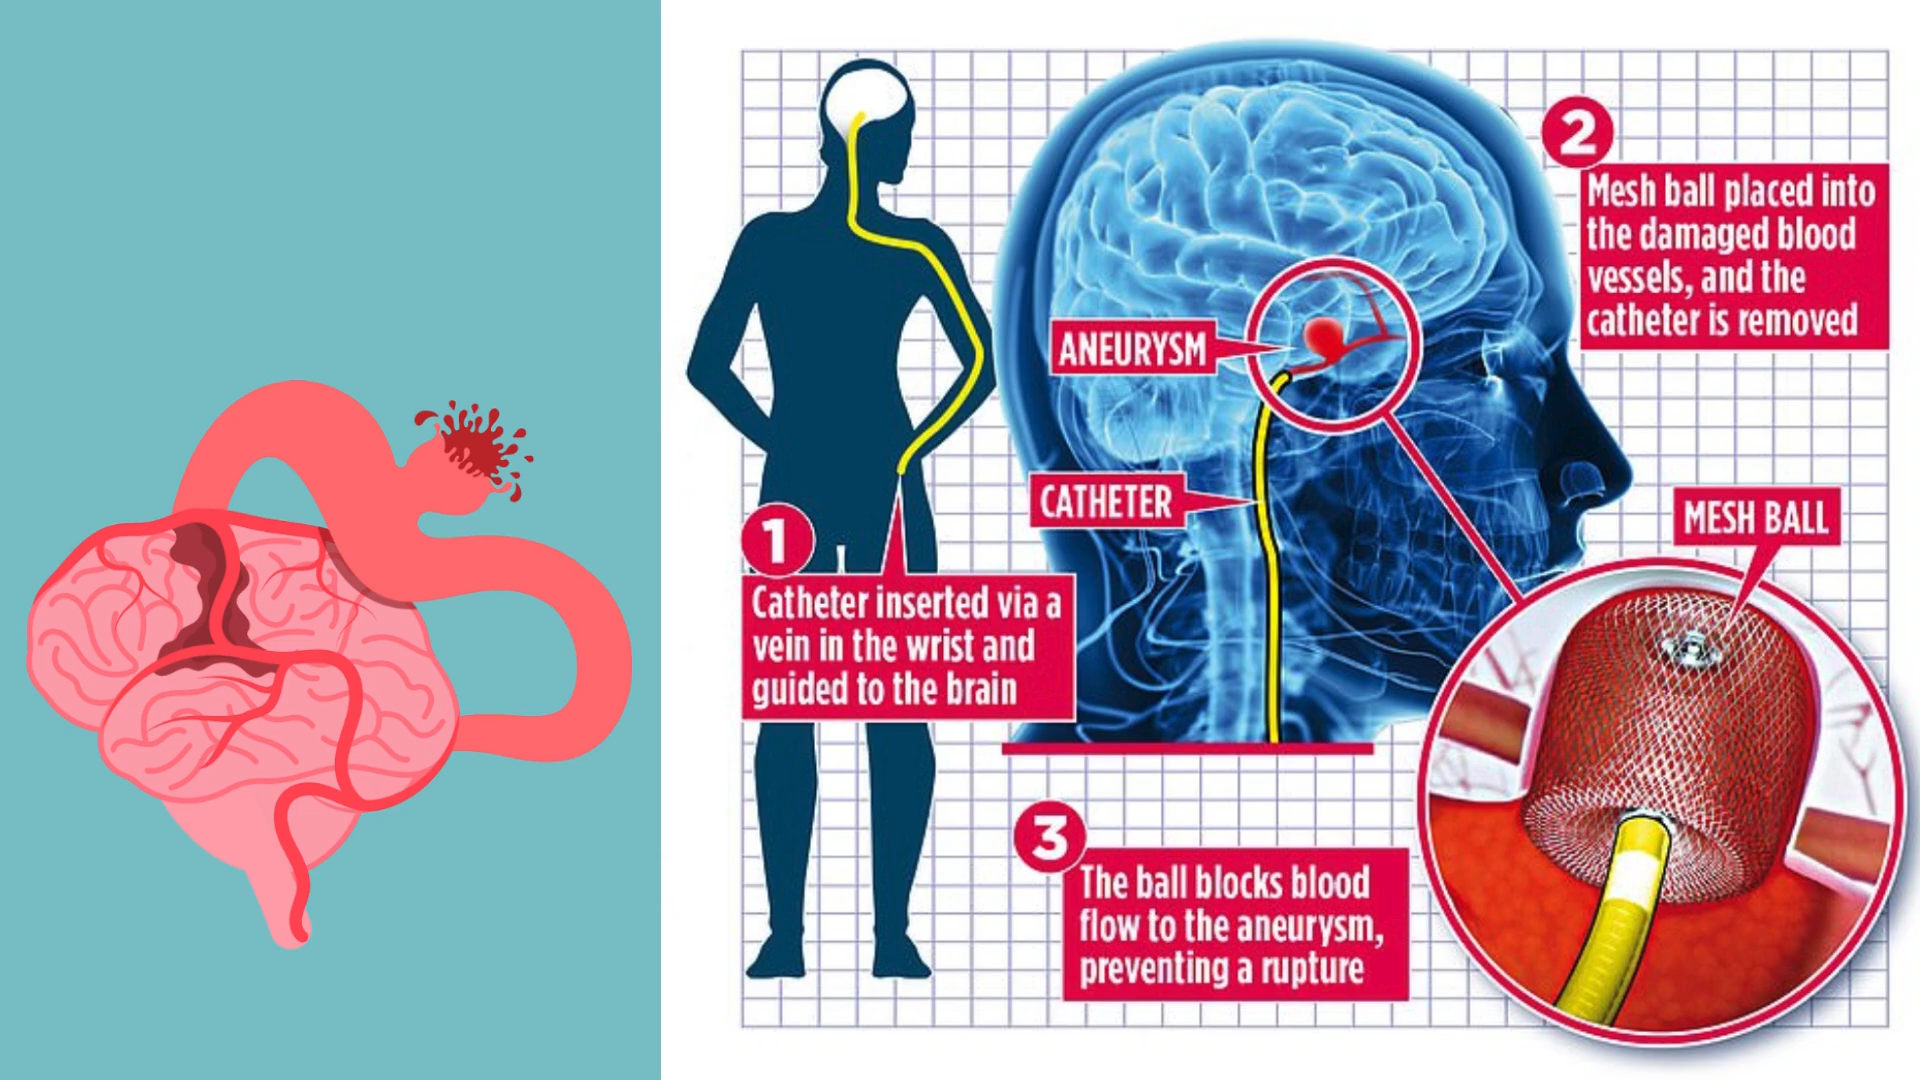 1
Catheter inserted via a
vein in the wrist and
guided to the brain
ANEURYSM
CATHETER
2
Mesh ball placed into
the damaged blood
vessels, and the
catheter is removed
MESH BALL
3
The ball blocks blood
flow to the aneurysm,
preventing a rupture